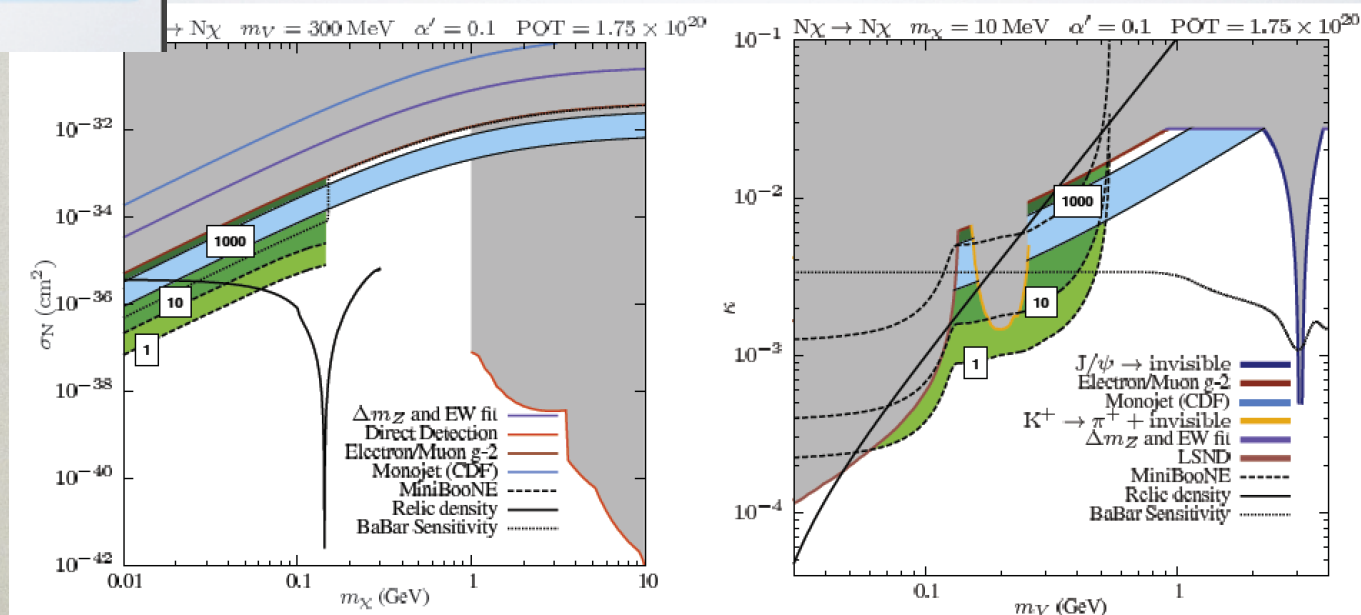 → Nχ   m_V = 300 MeV   α′ = 0.1   POT = 1.75 × 10^20
10^−32
10^−34
10^−36
10^−38
10^−40
10^−42
σ_N (cm^2)
1000
10
1
Δm_Z and EW fit
Direct Detection
Electron/Muon g-2
Monojet (CDF)
MiniBooNE
Relic density
BaBar Sensitivity
0.01
0.1
1
10
m_χ (GeV)
Nχ → Nχ   m_χ = 10 MeV   α′ = 0.1   POT = 1.75 × 10^20
10^−1
10^−2
10^−3
10^−4
κ
1000
10
1
J/ψ → invisible
Electron/Muon g-2
Monojet (CDF)
K^+ → π^+ + invisible
Δm_Z and EW fit
LSND
MiniBooNE
Relic density
BaBar Sensitivity
0.1
1
m_V (GeV)